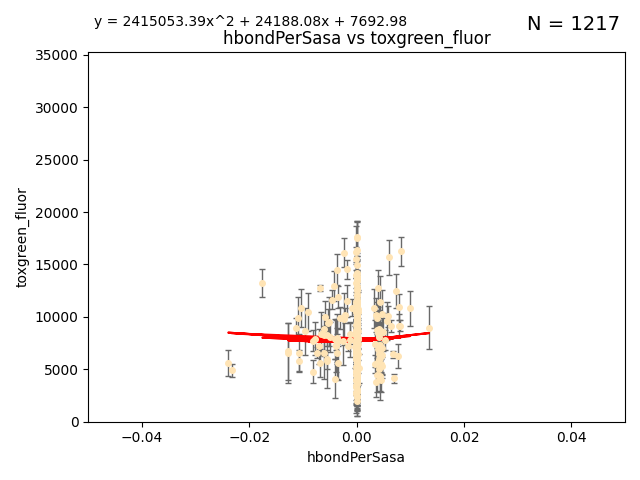 y = 2415053.39x^2 + 24188.08x + 7692.98
N = 1217
hbondPerSasa vs toxgreen_fluor
35000
30000
25000
20000
15000
10000
5000
0
toxgreen_fluor
−0.04
−0.02
0.00
0.02
0.04
hbondPerSasa